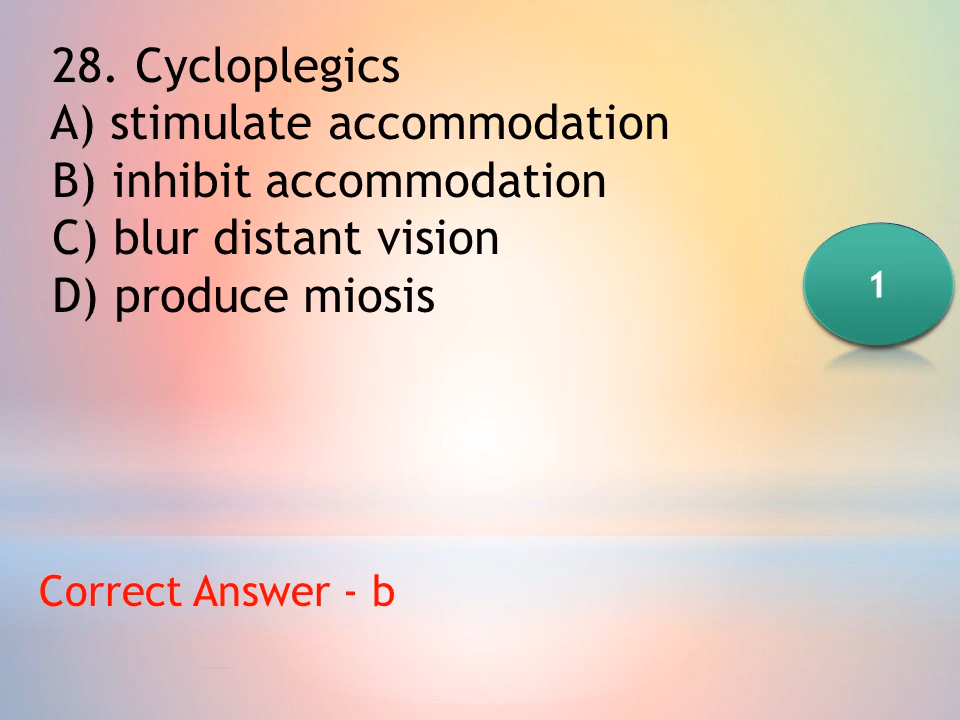 28. Cycloplegics
A) stimulate accommodation
B) inhibit accommodation
C) blur distant vision
D) produce miosis
1
Correct Answer - b